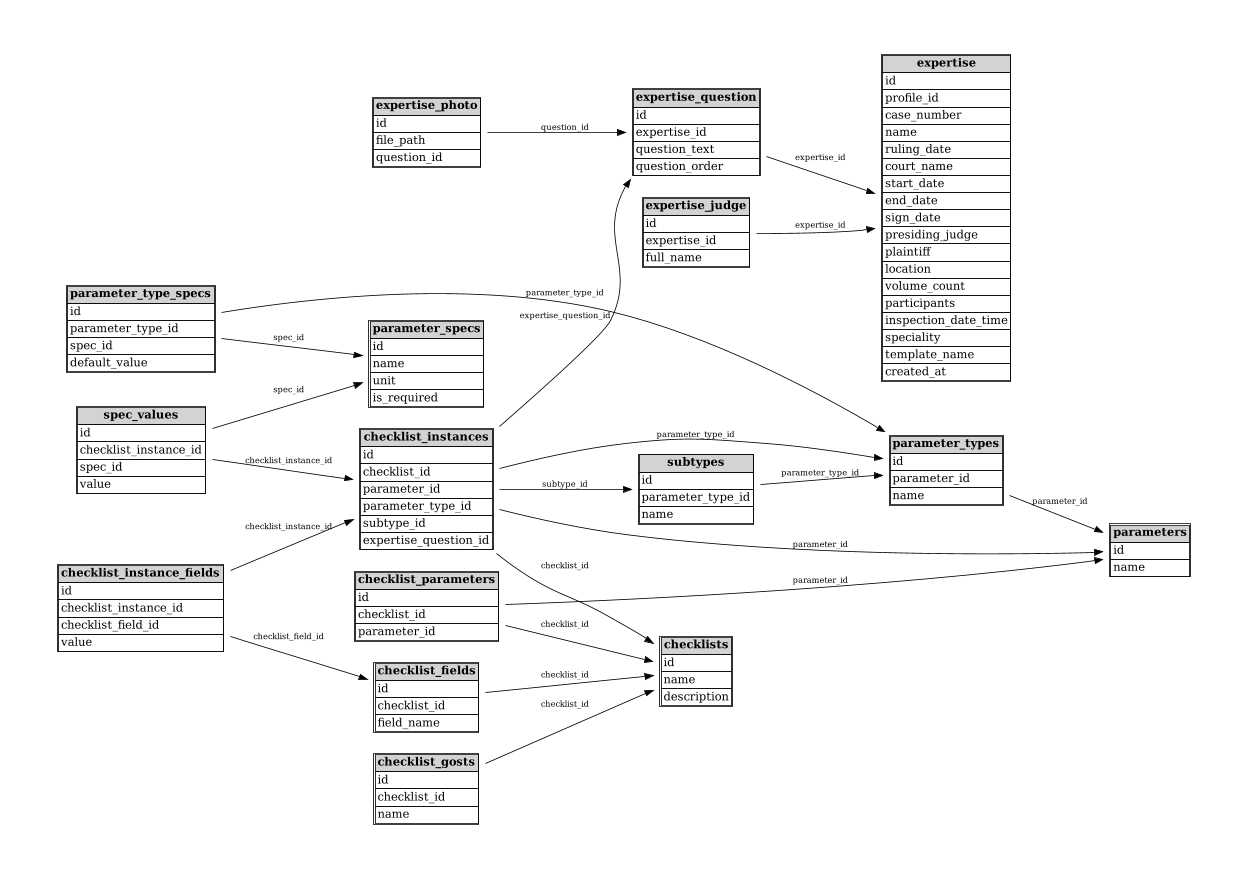 expertise
id
profile_id
case_number
name
ruling_date
court_name
start_date
end_date
sign_date
presiding_judge
plaintiff
location
volume_count
participants
inspection_date_time
speciality
template_name
created_at
expertise_photo
id
file_path
question_id
question_id
expertise_question
id
expertise_id
question_text
question_order
expertise_id
expertise_judge
id
expertise_id
full_name
expertise_id
parameter_type_specs
id
parameter_type_id
spec_id
default_value
parameter_type_id
expertise_question_id
spec_id
parameter_specs
id
name
unit
is_required
spec_id
spec_values
id
checklist_instance_id
spec_id
value
checklist_instance_id
checklist_instances
id
checklist_id
parameter_id
parameter_type_id
subtype_id
expertise_question_id
parameter_type_id
subtype_id
subtypes
id
parameter_type_id
name
parameter_type_id
parameter_types
id
parameter_id
name
parameter_id
parameters
id
name
checklist_instance_id
parameter_id
checklist_id
parameter_id
checklist_instance_fields
id
checklist_instance_id
checklist_field_id
value
checklist_field_id
checklist_parameters
id
checklist_id
parameter_id
checklist_id
checklists
id
name
description
checklist_fields
id
checklist_id
field_name
checklist_id
checklist_id
checklist_gosts
id
checklist_id
name